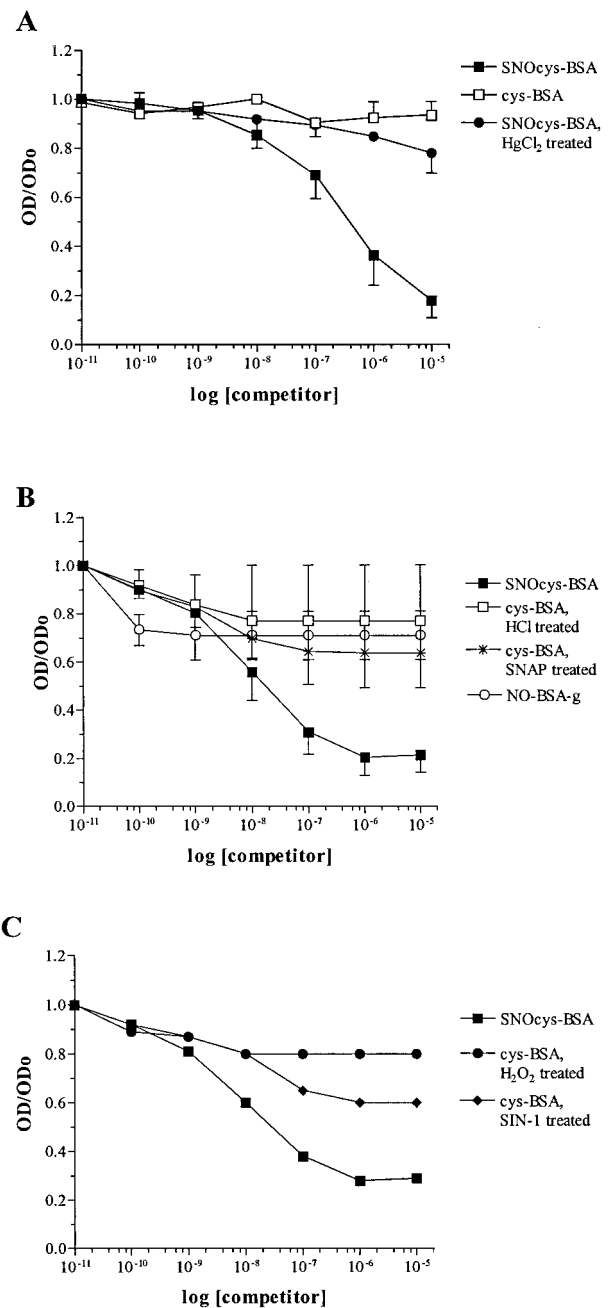 A
1.2
1.0
0.8
0.6
0.4
0.2
0.0
OD/ODo
10⁻¹¹ 10⁻¹⁰ 10⁻⁹ 10⁻⁸ 10⁻⁷ 10⁻⁶ 10⁻⁵
log [competitor]
SNOcys-BSA
cys-BSA
SNOcys-BSA,
HgCl₂ treated
B
1.2
1.0
0.8
0.6
0.4
0.2
0.0
OD/ODo
10⁻¹¹ 10⁻¹⁰ 10⁻⁹ 10⁻⁸ 10⁻⁷ 10⁻⁶ 10⁻⁵
log [competitor]
SNOcys-BSA
cys-BSA,
HCl treated
cys-BSA,
SNAP treated
NO-BSA-g
C
1.2
1.0
0.8
0.6
0.4
0.2
0.0
OD/ODo
10⁻¹¹ 10⁻¹⁰ 10⁻⁹ 10⁻⁸ 10⁻⁷ 10⁻⁶ 10⁻⁵
log [competitor]
SNOcys-BSA
cys-BSA,
H₂O₂ treated
cys-BSA,
SIN-1 treated